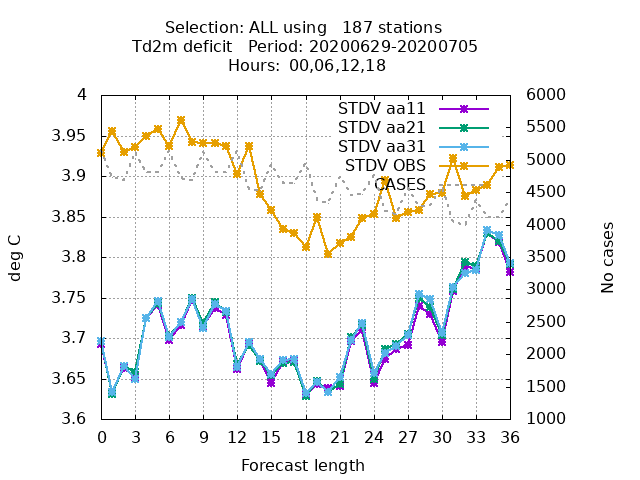 Selection: ALL using   187 stations
Td2m deficit   Period: 20200629-20200705
Hours:  00,06,12,18
4
3.95
3.9
3.85
3.8
3.75
3.7
3.65
3.6
deg C
STDV aa11
STDV aa21
STDV aa31
STDV OBS
CASES
6000
5500
5000
4500
4000
3500
3000
2500
2000
1500
1000
No cases
0 3 6 9 12 15 18 21 24 27 30 33 36
Forecast length